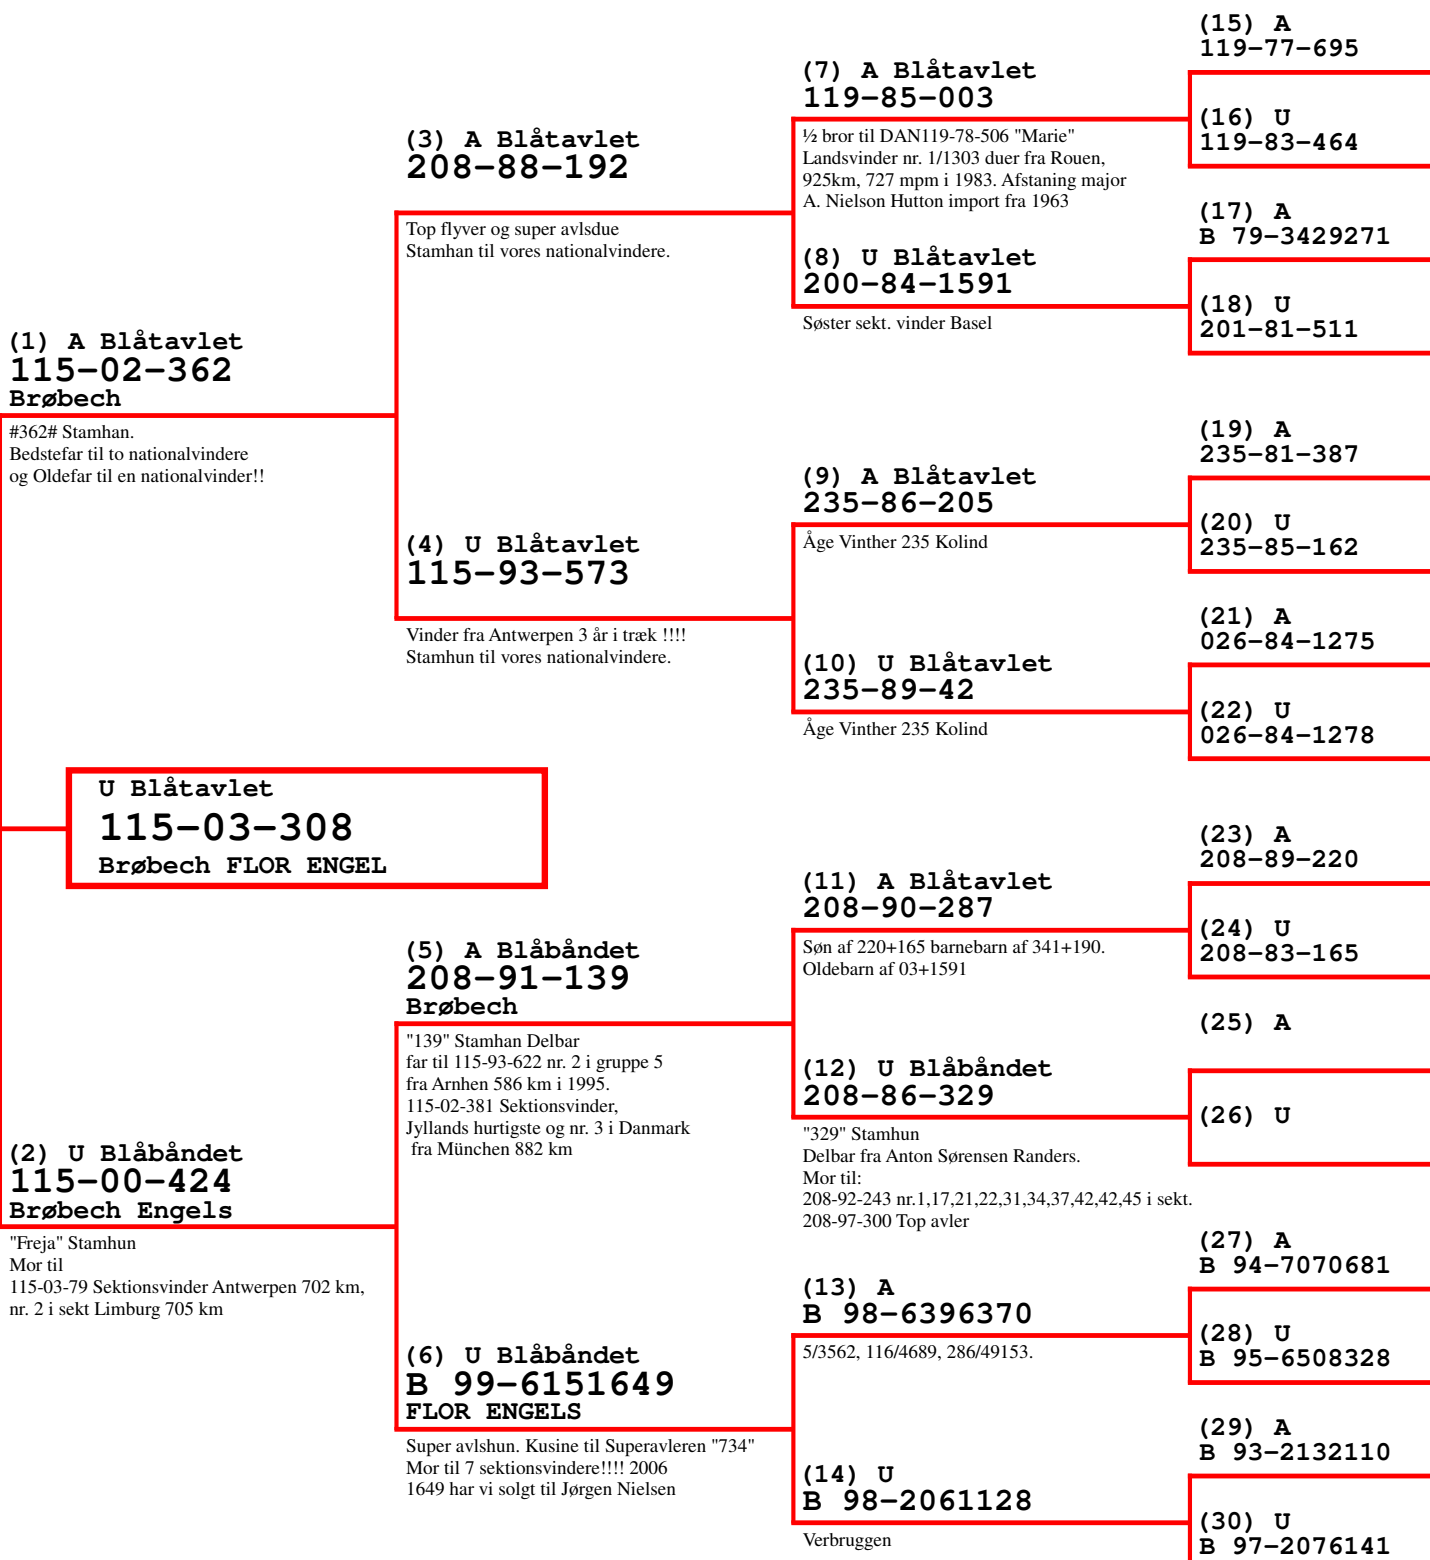 U Blåtavlet
115-03-308
Brøbech FLOR ENGEL
(1) A Blåtavlet
115-02-362
Brøbech
#362# Stamhan.
Bedstefar til to nationalvindere
og Oldefar til en nationalvinder!!
(2) U Blåbåndet
115-00-424
Brøbech Engels
"Freja" Stamhun
Mor til
115-03-79 Sektionsvinder Antwerpen 702 km,
nr. 2 i sekt Limburg 705 km
(3) A Blåtavlet
208-88-192
Top flyver og super avlsdue
Stamhan til vores nationalvindere.
(4) U Blåtavlet
115-93-573
Vinder fra Antwerpen 3 år i træk !!!!
Stamhun til vores nationalvindere.
(5) A Blåbåndet
208-91-139
Brøbech
"139" Stamhan Delbar
far til 115-93-622 nr. 2 i gruppe 5
fra Arnhen 586 km i 1995.
115-02-381 Sektionsvinder,
Jyllands hurtigste og nr. 3 i Danmark
fra München 882 km
(6) U Blåbåndet
B 99-6151649
FLOR ENGELS
Super avlshun. Kusine til Superavleren "734"
Mor til 7 sektionsvindere!!!! 2006
1649 har vi solgt til Jørgen Nielsen
(7) A Blåtavlet
119-85-003
½ bror til DAN119-78-506 "Marie"
Landsvinder nr. 1/1303 duer fra Rouen,
925km, 727 mpm i 1983. Afstaning major
A. Nielson Hutton import fra 1963
(8) U Blåtavlet
200-84-1591
Søster sekt. vinder Basel
(9) A Blåtavlet
235-86-205
Åge Vinther 235 Kolind
(10) U Blåtavlet
235-89-42
Åge Vinther 235 Kolind
(11) A Blåtavlet
208-90-287
Søn af 220+165 barnebarn af 341+190.
Oldebarn af 03+1591
(12) U Blåbåndet
208-86-329
"329" Stamhun
Delbar fra Anton Sørensen Randers.
Mor til:
208-92-243 nr.1,17,21,22,31,34,37,42,42,45 i sekt.
208-97-300 Top avler
(13) A
B 98-6396370
5/3562, 116/4689, 286/49153.
(14) U
B 98-2061128
Verbruggen
(15) A
119-77-695
(16) U
119-83-464
(17) A
B 79-3429271
(18) U
201-81-511
(19) A
235-81-387
(20) U
235-85-162
(21) A
026-84-1275
(22) U
026-84-1278
(23) A
208-89-220
(24) U
208-83-165
(25) A
(26) U
(27) A
B 94-7070681
(28) U
B 95-6508328
(29) A
B 93-2132110
(30) U
B 97-2076141